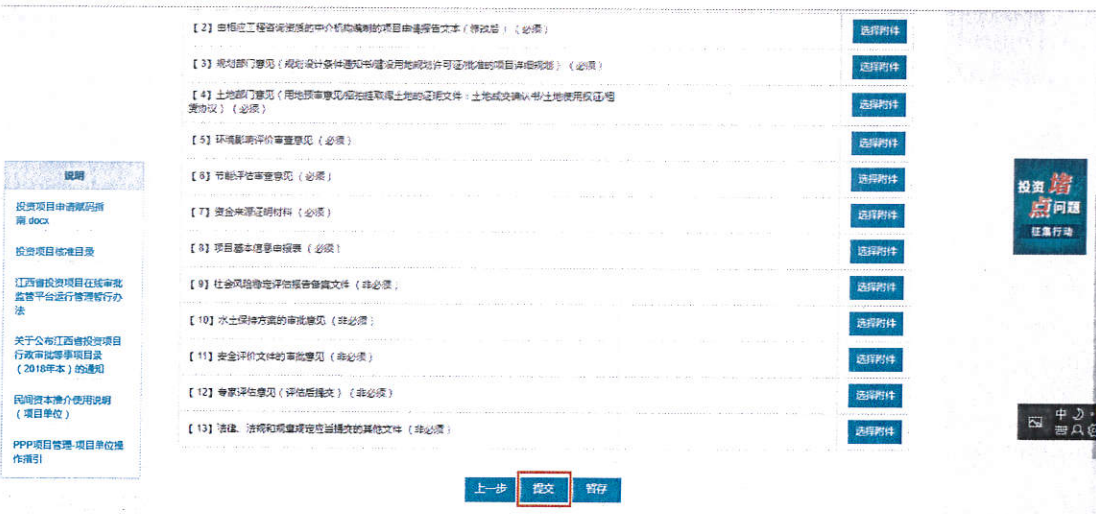 【 2】由相应工程咨询资质的中介机构编制的项目申请报告文本（修改后）（必须）
选择附件
【 3】规划部门意见（规划设计条件通知书/建设用地规划许可证/批准的项目详细规划）（必须）
选择附件
【 4】土地部门意见（用地预审意见/招拍挂取得土地的证明文件：土地成交确认书/土地使用权证/租
赁协议）（必须）
选择附件
【 5】环境影响评价审查意见（必须）
选择附件
【 6】节能评估审查意见（必须）
选择附件
【 7】资金来源证明材料（必须）
选择附件
【 8】项目基本信息申报表（必须）
选择附件
【 9】社会风险稳定评估报告备案文件（非必须）
选择附件
【 10】水土保持方案的审批意见（非必须）
选择附件
【 11】安全评价文件的审批意见（非必须）
选择附件
【 12】专家评估意见（评估后提交）（非必须）
选择附件
【 13】法律、法规和规章规定应当提交的其他文件（非必须）
选择附件
上一步
提交
暂存
说明
投资项目申请赋码指
南.docx
投资项目核准目录
江西省投资项目在线审批
监管平台运行管理暂行办
法
关于公布江西省投资项目
行政审批等事项目录
（2018年本）的通知
民间资本推介使用说明
（项目单位）
PPP项目管理-项目单位操
作指引
投资堵
点问题
征集行动
中